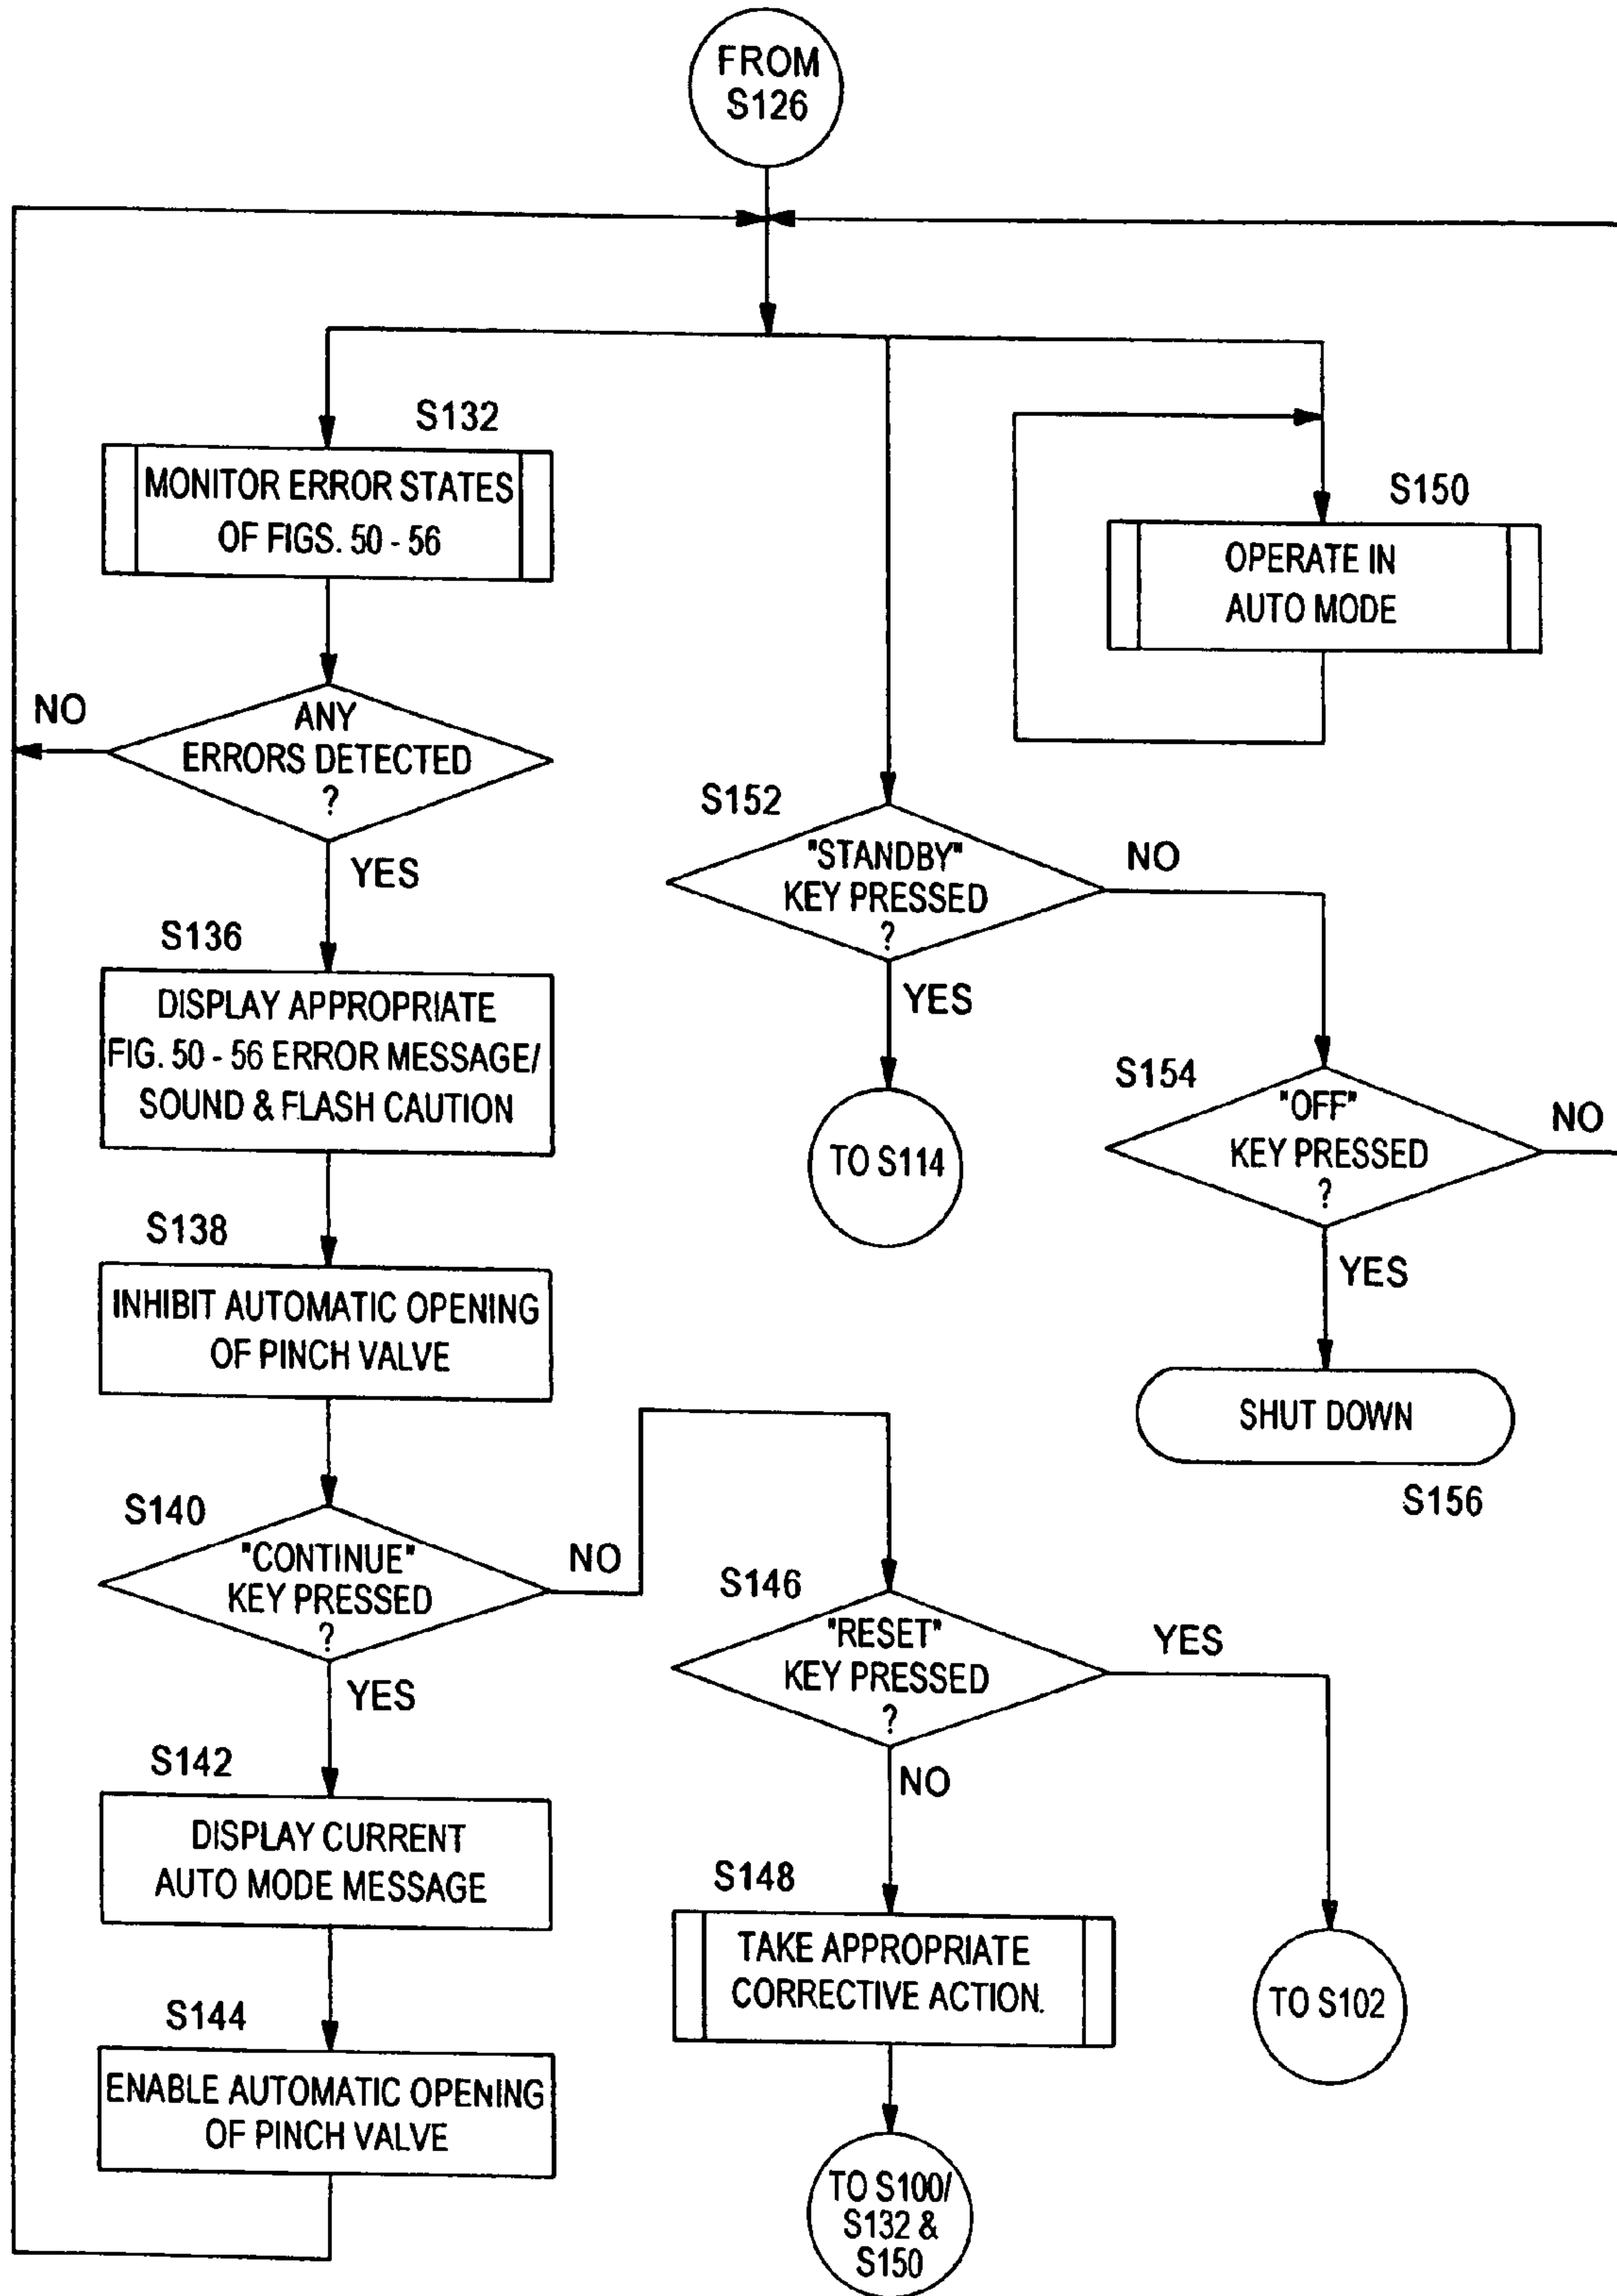 FROM
S126
S132
MONITOR ERROR STATES
OF FIGS. 50 - 56
S150
OPERATE IN
AUTO MODE
NO
ANY
ERRORS DETECTED
?
YES
S152
"STANDBY"
KEY PRESSED
?
NO
YES
S136
DISPLAY APPROPRIATE
FIG. 50 - 56 ERROR MESSAGE/
SOUND & FLASH CAUTION
TO S114
S154
"OFF"
KEY PRESSED
?
NO
YES
S138
INHIBIT AUTOMATIC OPENING
OF PINCH VALVE
SHUT DOWN
S156
S140
"CONTINUE"
KEY PRESSED
?
NO
YES
S146
"RESET"
KEY PRESSED
?
YES
NO
S142
DISPLAY CURRENT
AUTO MODE MESSAGE
S148
TAKE APPROPRIATE
CORRECTIVE ACTION.
TO S102
S144
ENABLE AUTOMATIC OPENING
OF PINCH VALVE
TO S100/
S132 &
S150